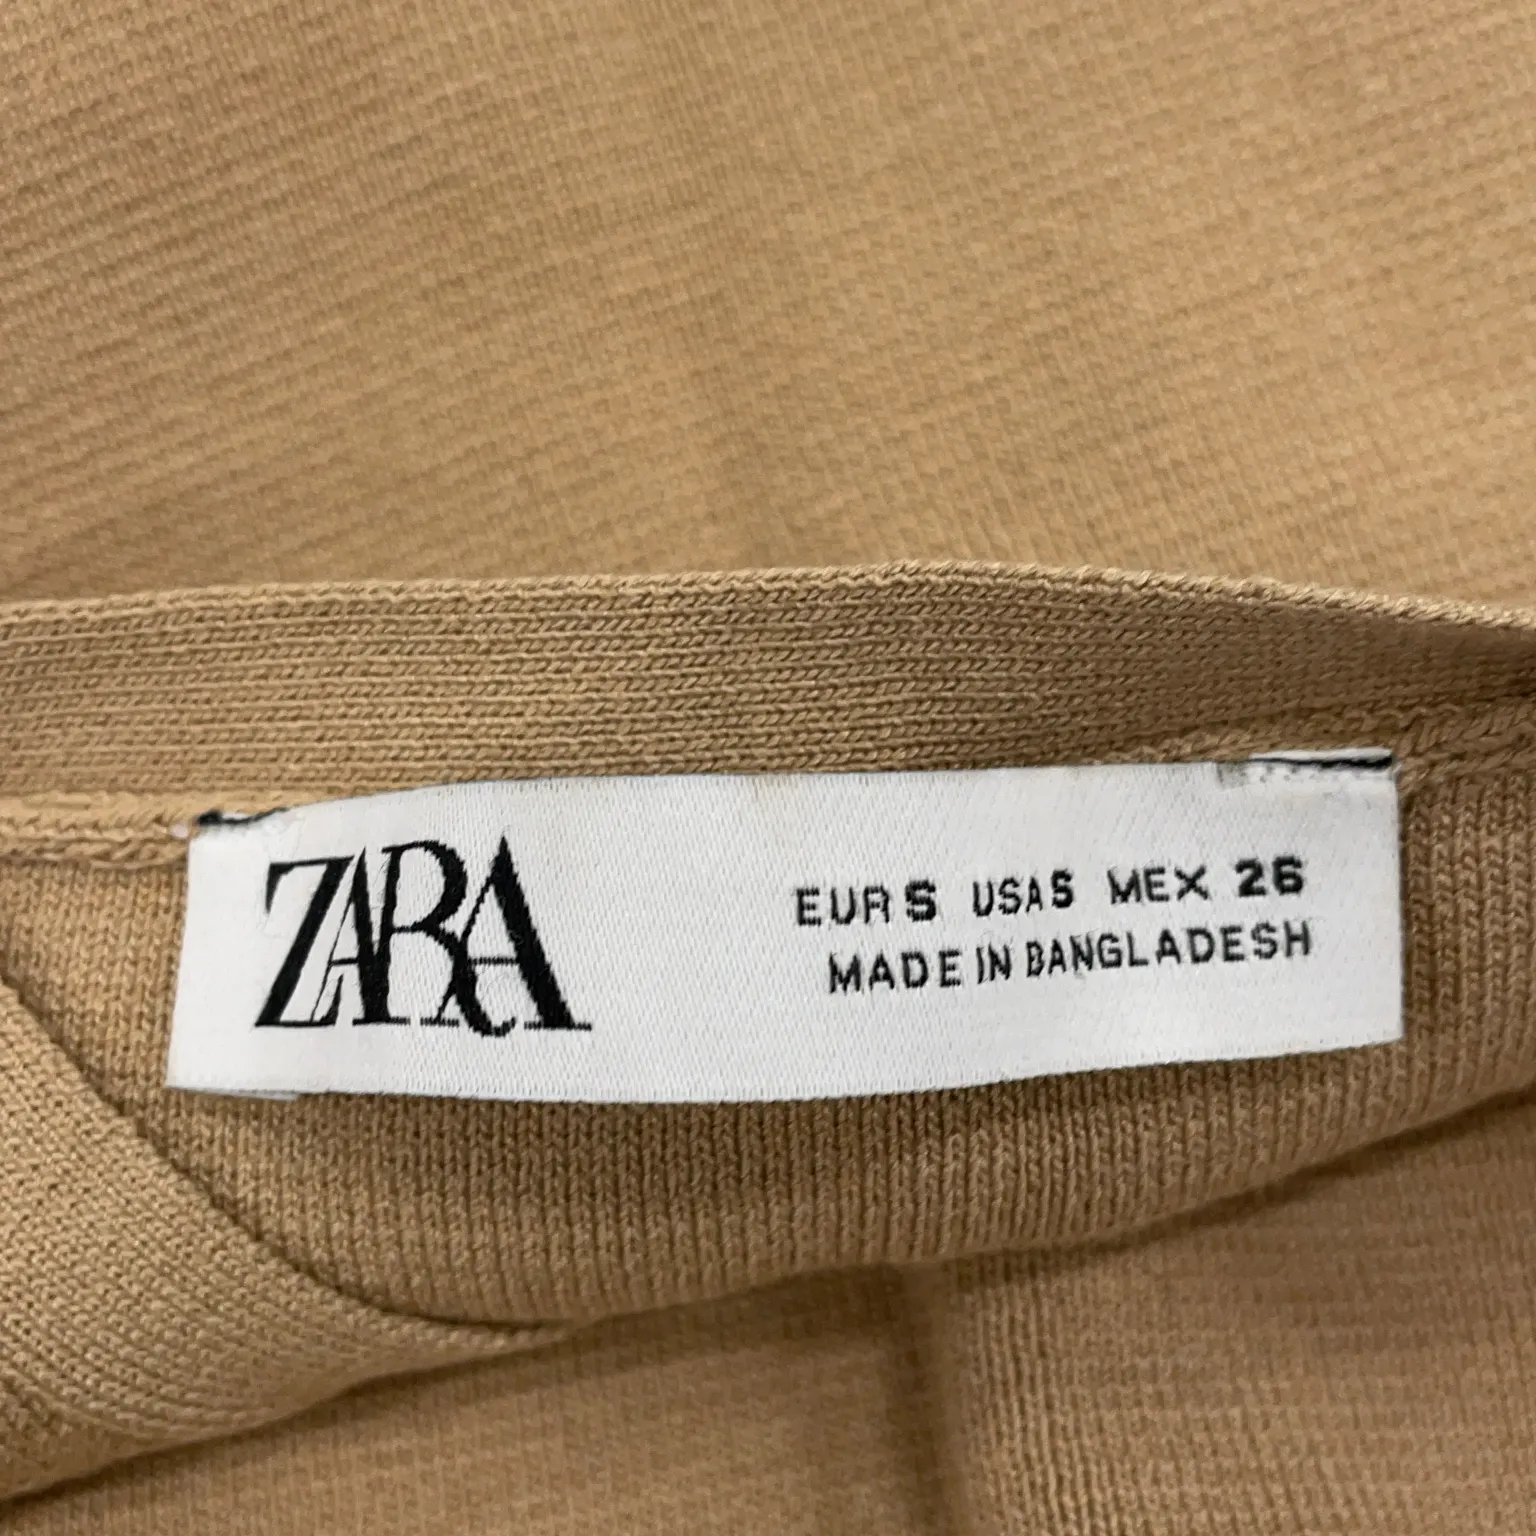 ZARA
EUR S USA S MEX 26
MADE IN BANGLADESH